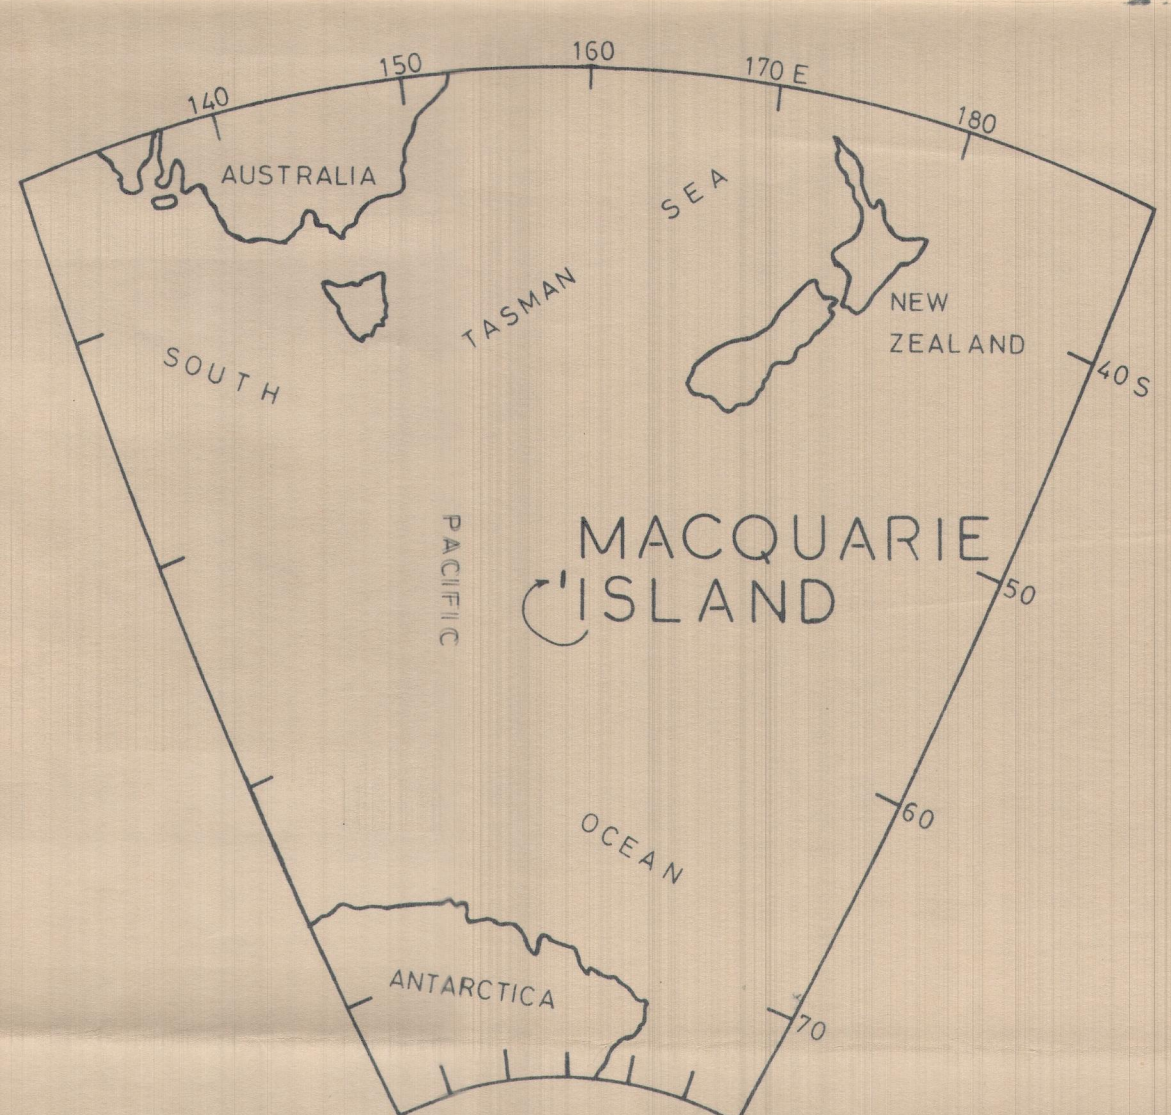 140
150
160
170 E
180
AUSTRALIA
SEA
TASMAN
NEW
ZEALAND
40 S
SOUTH
PACIFIC
MACQUARIE
ISLAND
50
60
OCEAN
ANTARCTICA
70